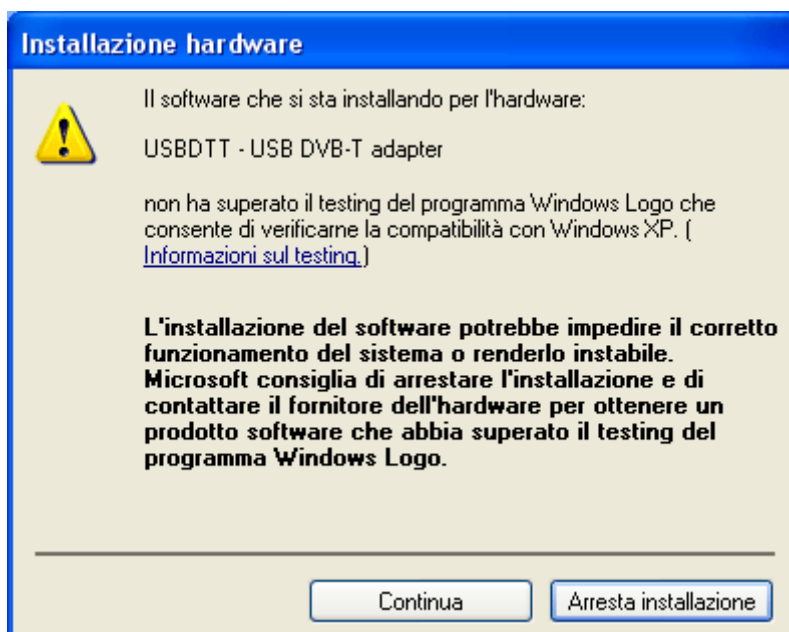 Installazione hardware
Il software che si sta installando per l'hardware:
USBDTT - USB DVB-T adapter
non ha superato il testing del programma Windows Logo che
consente di verificarne la compatibilità con Windows XP. (
Informazioni sul testing.)
L'installazione del software potrebbe impedire il corretto
funzionamento del sistema o renderlo instabile.
Microsoft consiglia di arrestare l'installazione e di
contattare il fornitore dell'hardware per ottenere un
prodotto software che abbia superato il testing del
programma Windows Logo.
Continua
Arresta installazione